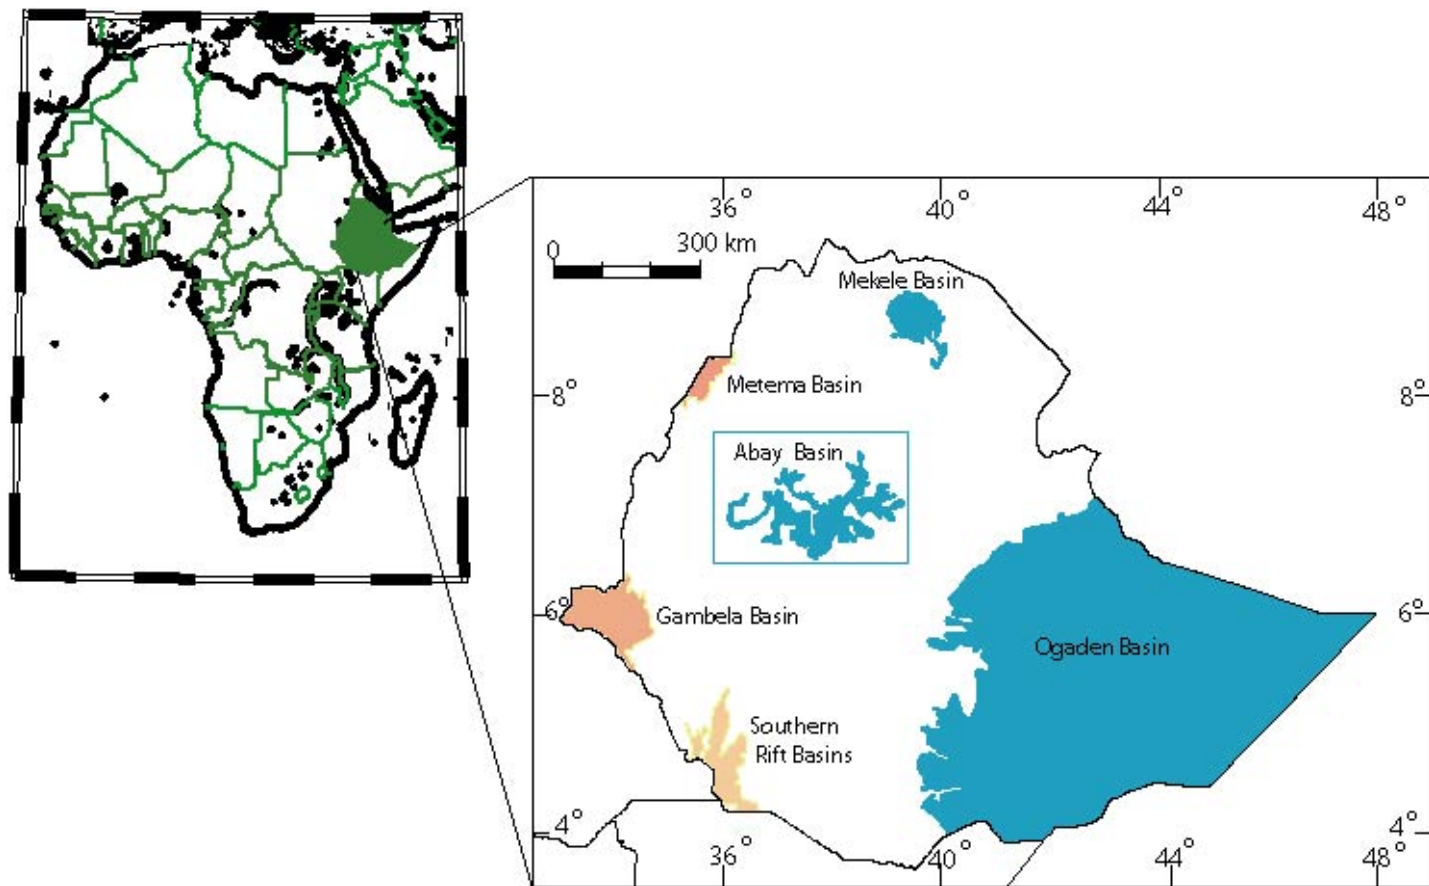 36° 40° 44° 48°
0 300 km
Mekele Basin
Metema Basin
8° 8°
Abay Basin
6° 6°
Gambela Basin
Ogaden Basin
Southern
Rift Basins
4° 4°
36° 40° 44° 48°